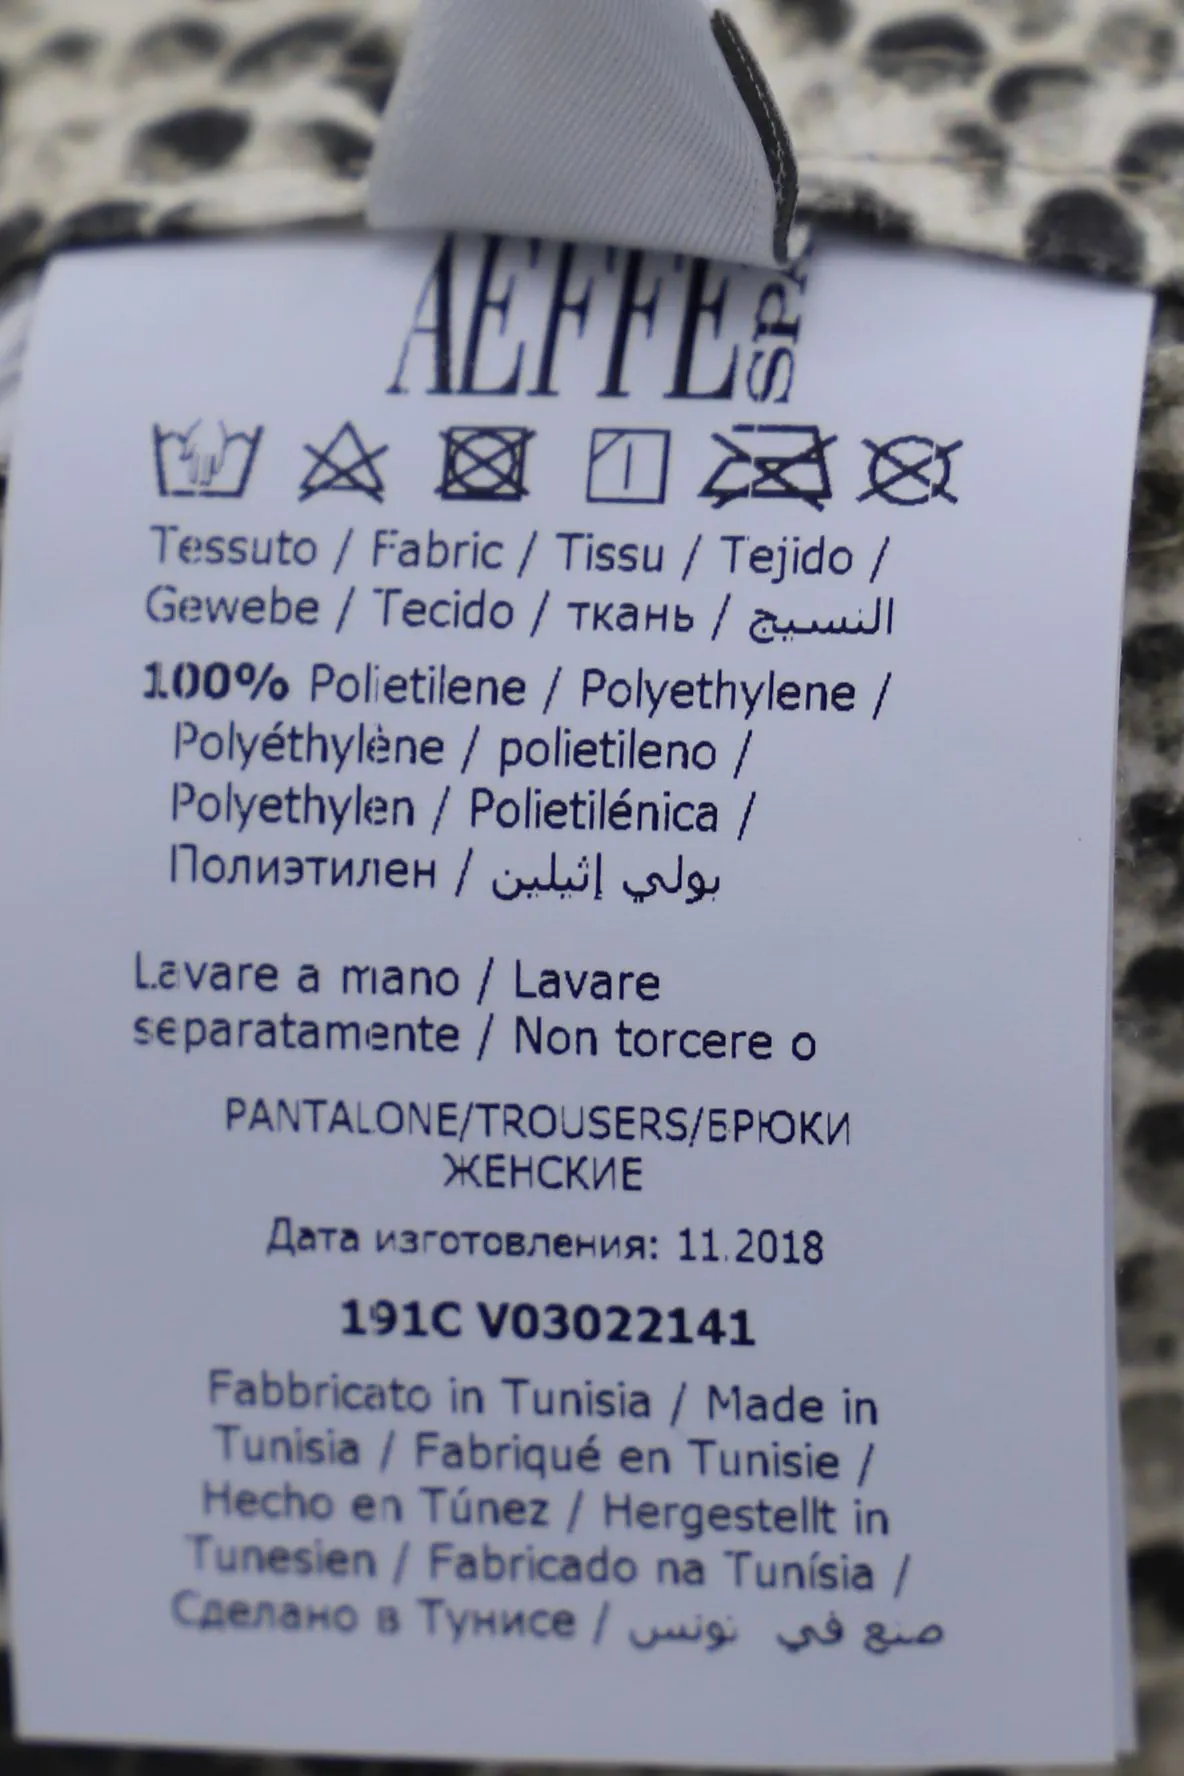 AEFFE SPA
Tessuto / Fabric / Tissu / Tejido /
Gewebe / Tecido / ткань / النسيج
100% Polietilene / Polyethylene /
Polyéthylène / polietileno /
Polyethylen / Polietilénica /
Полиэтилен / بولي إثيلين
Lavare a mano / Lavare
separatamente / Non torcere o
PANTALONE/TROUSERS/БРЮКИ
ЖЕНСКИЕ
Дата изготовления: 11.2018
191C V03022141
Fabbricato in Tunisia / Made in
Tunisia / Fabriqué en Tunisie /
Hecho en Túnez / Hergestellt in
Tunesien / Fabricado na Tunísia /
Сделано в Тунисе / صنع في تونس